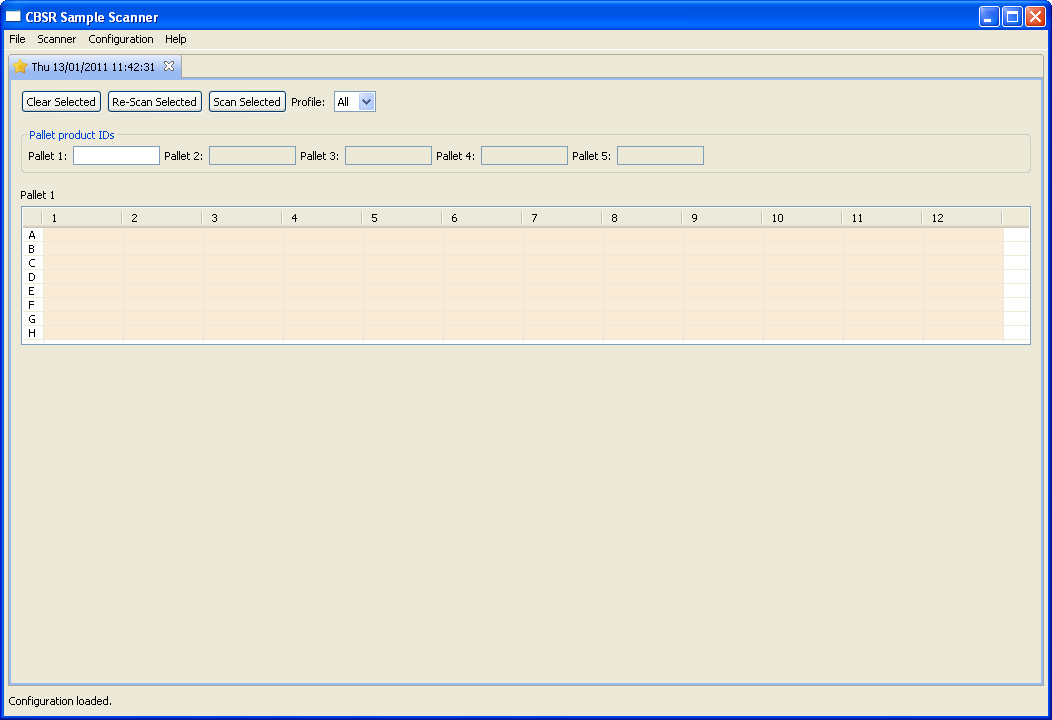 CBSR Sample Scanner
File Scanner Configuration Help
Thu 13/01/2011 11:42:31
Clear Selected Re-Scan Selected Scan Selected Profile: All
Pallet product IDs
Pallet 1: Pallet 2: Pallet 3: Pallet 4: Pallet 5:
Pallet 1
1 2 3 4 5 6 7 8 9 10 11 12
A
B
C
D
E
F
G
H
Configuration loaded.